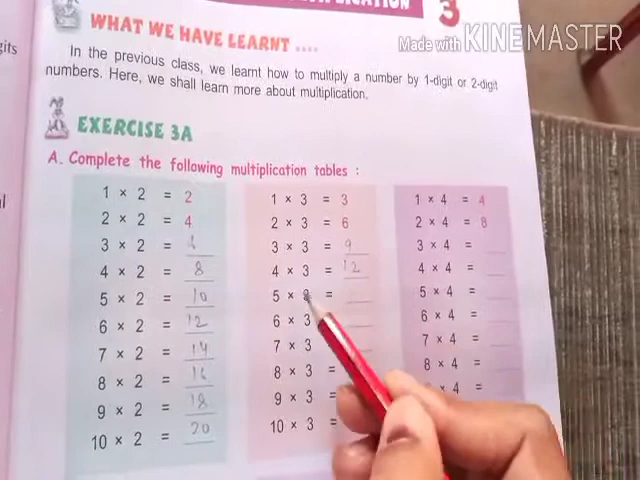 MULTIPLICATION
3
Made with KINEMASTER
WHAT WE HAVE LEARNT ....
gits
In the previous class, we learnt how to multiply a number by 1-digit or 2-digit
numbers. Here, we shall learn more about multiplication.
EXERCISE 3A
A. Complete the following multiplication tables :
1 × 2 = 2
2 × 2 = 4
3 × 2 =
4 × 2 = 8
5 × 2 = 10
6 × 2 = 12
7 × 2 = 14
8 × 2 = 16
9 × 2 = 18
10 × 2 = 20
1 × 3 = 3
2 × 3 = 6
3 × 3 = 9
4 × 3 = 12
5 × 3 =
6 × 3
7 × 3
8 × 3 =
9 × 3 =
10 × 3 =
1 × 4 = 4
2 × 4 = 8
3 × 4 =
4 × 4 =
5 × 4 =
6 × 4 =
7 × 4 =
8 × 4 =
× 4 =